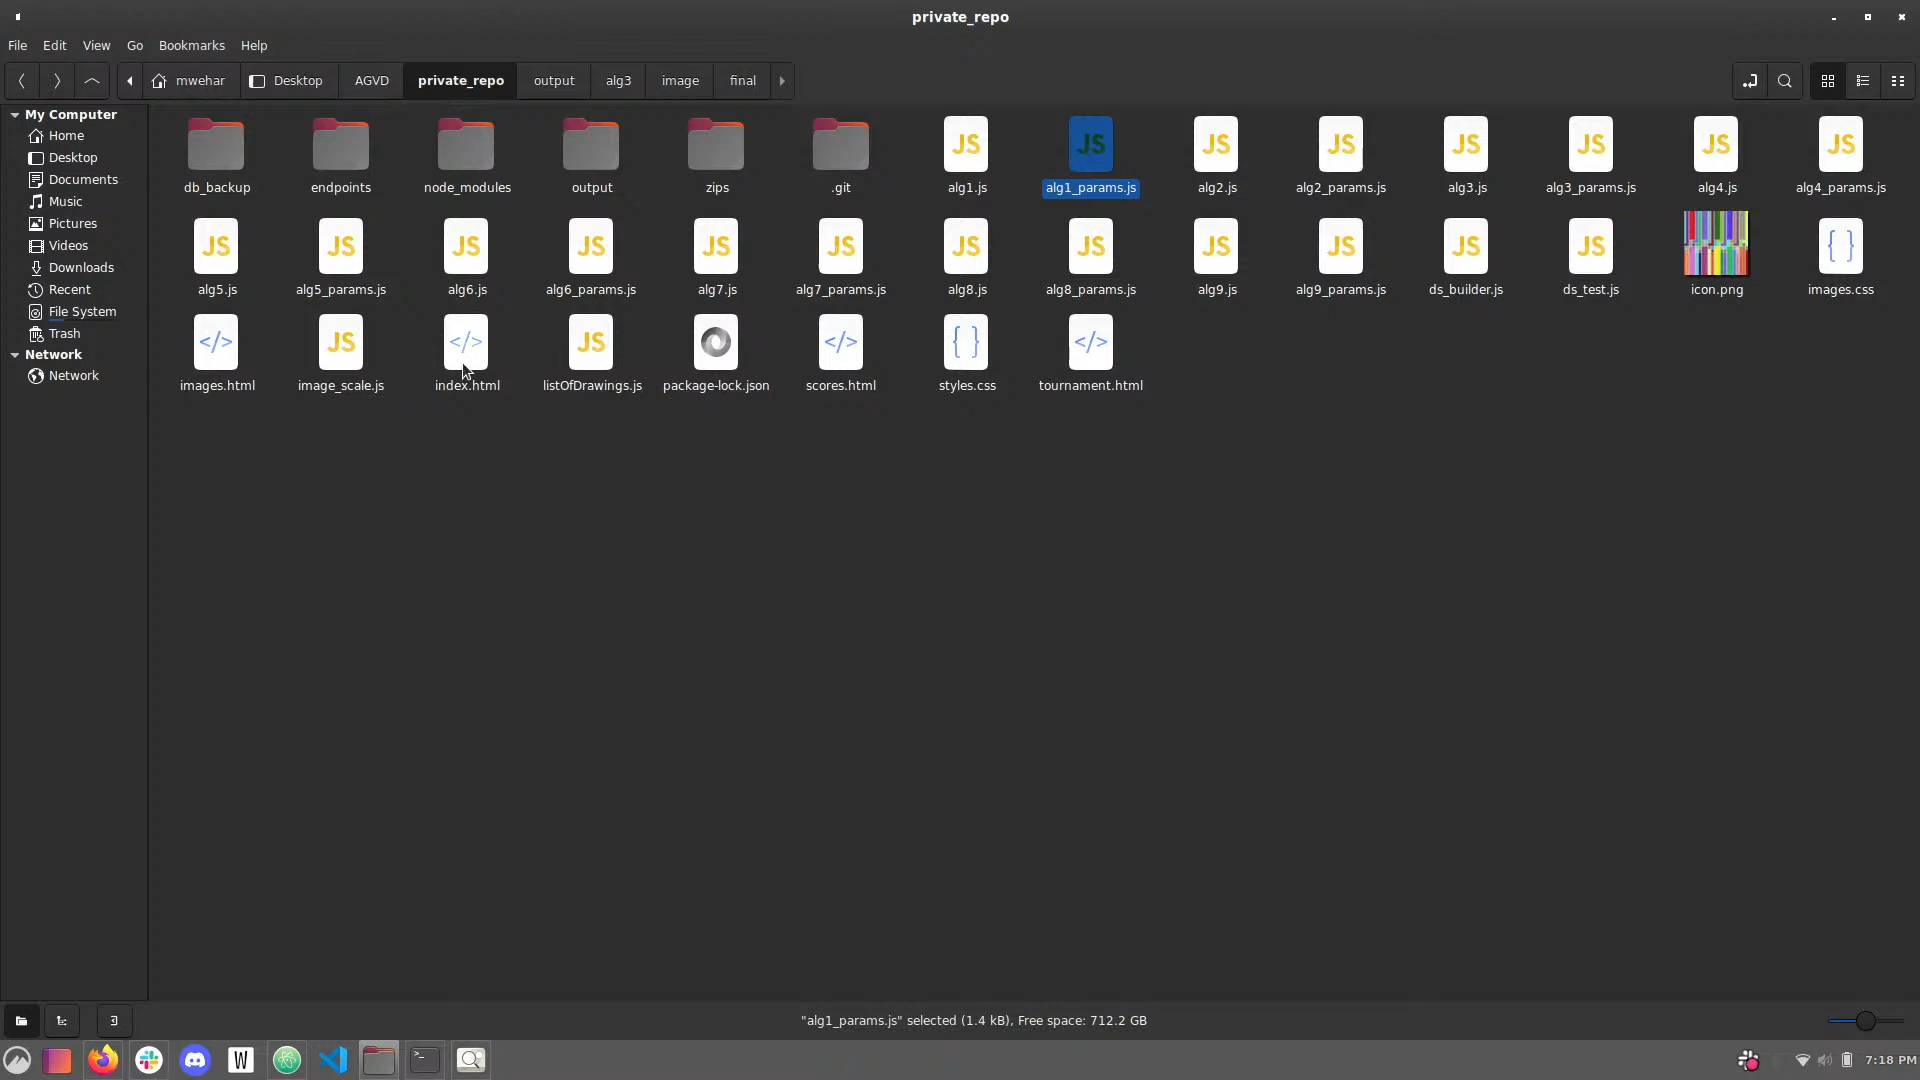 private_repo
File Edit View Go Bookmarks Help
mwehar Desktop AGVD private_repo output alg3 image final
My Computer
Home
Desktop
Documents
Music
Pictures
Videos
Downloads
Recent
File System
Trash
Network
Network
db_backup endpoints node_modules output zips .git alg1.js alg1_params.js alg2.js alg2_params.js alg3.js alg3_params.js alg4.js alg4_params.js
alg5.js alg5_params.js alg6.js alg6_params.js alg7.js alg7_params.js alg8.js alg8_params.js alg9.js alg9_params.js ds_builder.js ds_test.js icon.png images.css
images.html image_scale.js index.html listOfDrawings.js package-lock.json scores.html styles.css tournament.html
"alg1_params.js" selected (1.4 kB), Free space: 712.2 GB
7:18 PM